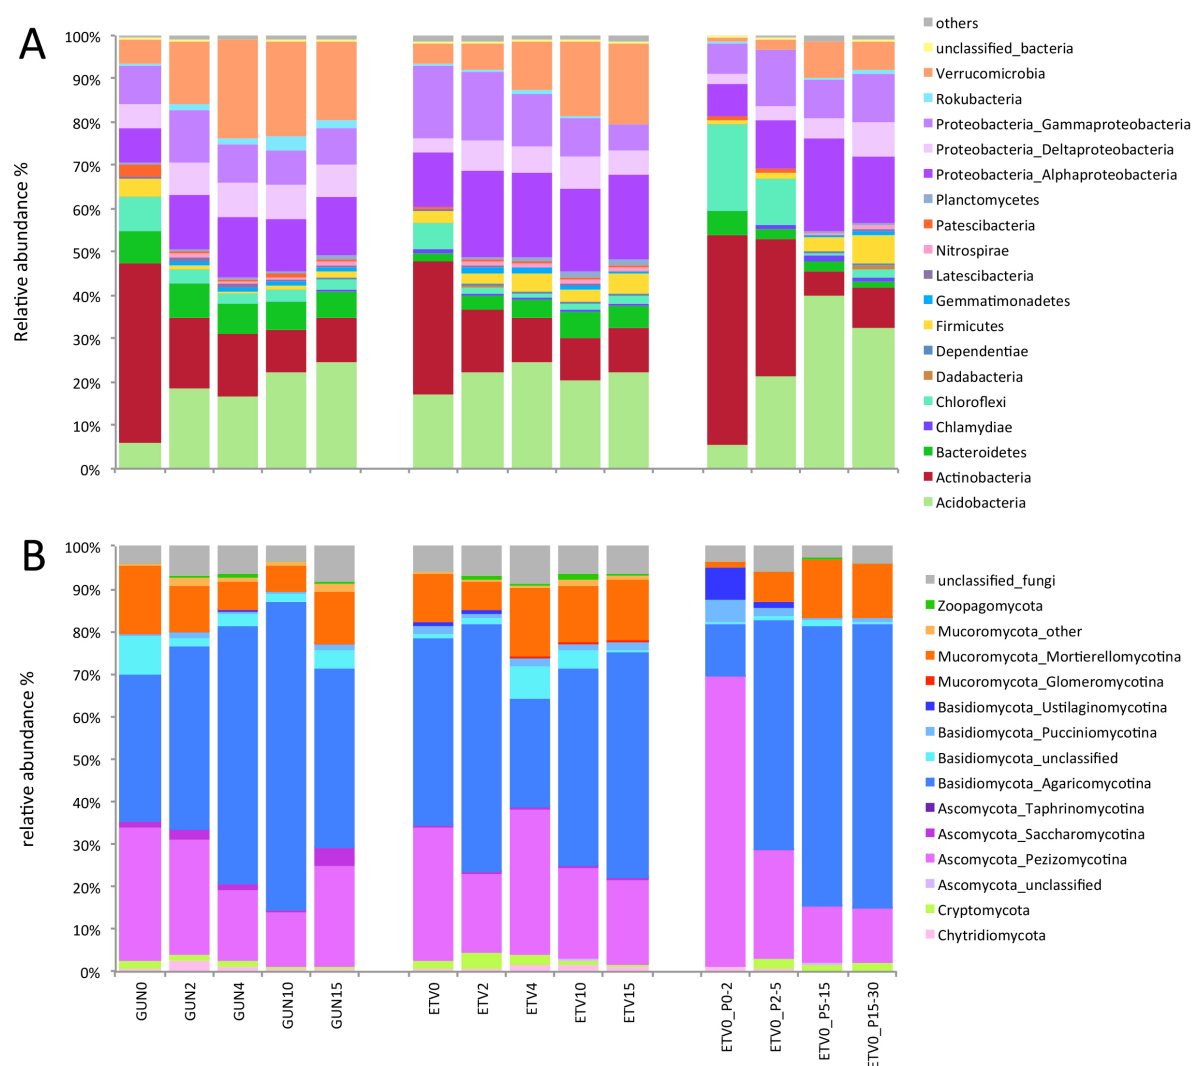 A
Relative abundance %
100%
90%
80%
70%
60%
50%
40%
30%
20%
10%
0%
others
unclassified_bacteria
Verrucomicrobia
Rokubacteria
Proteobacteria_Gammaproteobacteria
Proteobacteria_Deltaproteobacteria
Proteobacteria_Alphaproteobacteria
Planctomycetes
Patescibacteria
Nitrospirae
Latescibacteria
Gemmatimonadetes
Firmicutes
Dependentiae
Dadabacteria
Chloroflexi
Chlamydiae
Bacteroidetes
Actinobacteria
Acidobacteria
B
relative abundance %
100%
90%
80%
70%
60%
50%
40%
30%
20%
10%
0%
GUN0
GUN2
GUN4
GUN10
GUN15
ETV0
ETV2
ETV4
ETV10
ETV15
ETV0_P0-2
ETV0_P2-5
ETV0_P5-15
ETV0_P15-30
unclassified_fungi
Zoopagomycota
Mucoromycota_other
Mucoromycota_Mortierellomycotina
Mucoromycota_Glomeromycotina
Basidiomycota_Ustilaginomycotina
Basidiomycota_Pucciniomycotina
Basidiomycota_unclassified
Basidiomycota_Agaricomycotina
Ascomycota_Taphrinomycotina
Ascomycota_Saccharomycotina
Ascomycota_Pezizomycotina
Ascomycota_unclassified
Cryptomycota
Chytridiomycota